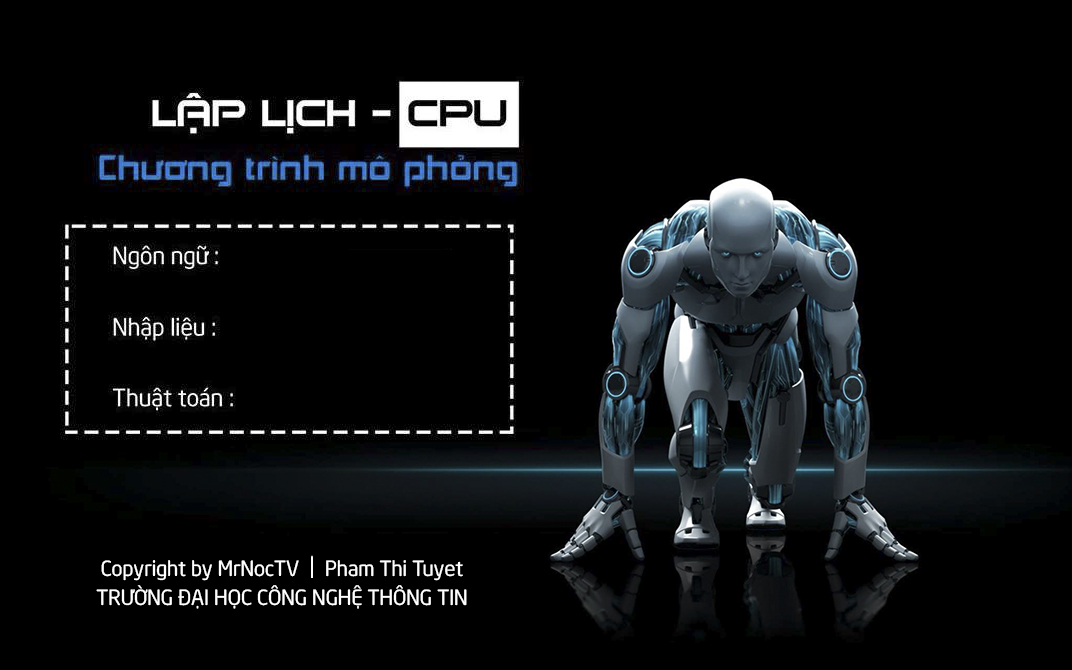 LẬP LỊCH - CPU
Chương trình mô phỏng
Ngôn ngữ :
Nhập liệu :
Thuật toán :
Copyright by MrNocTV | Pham Thi Tuyet
TRƯỜNG ĐẠI HỌC CÔNG NGHỆ THÔNG TIN